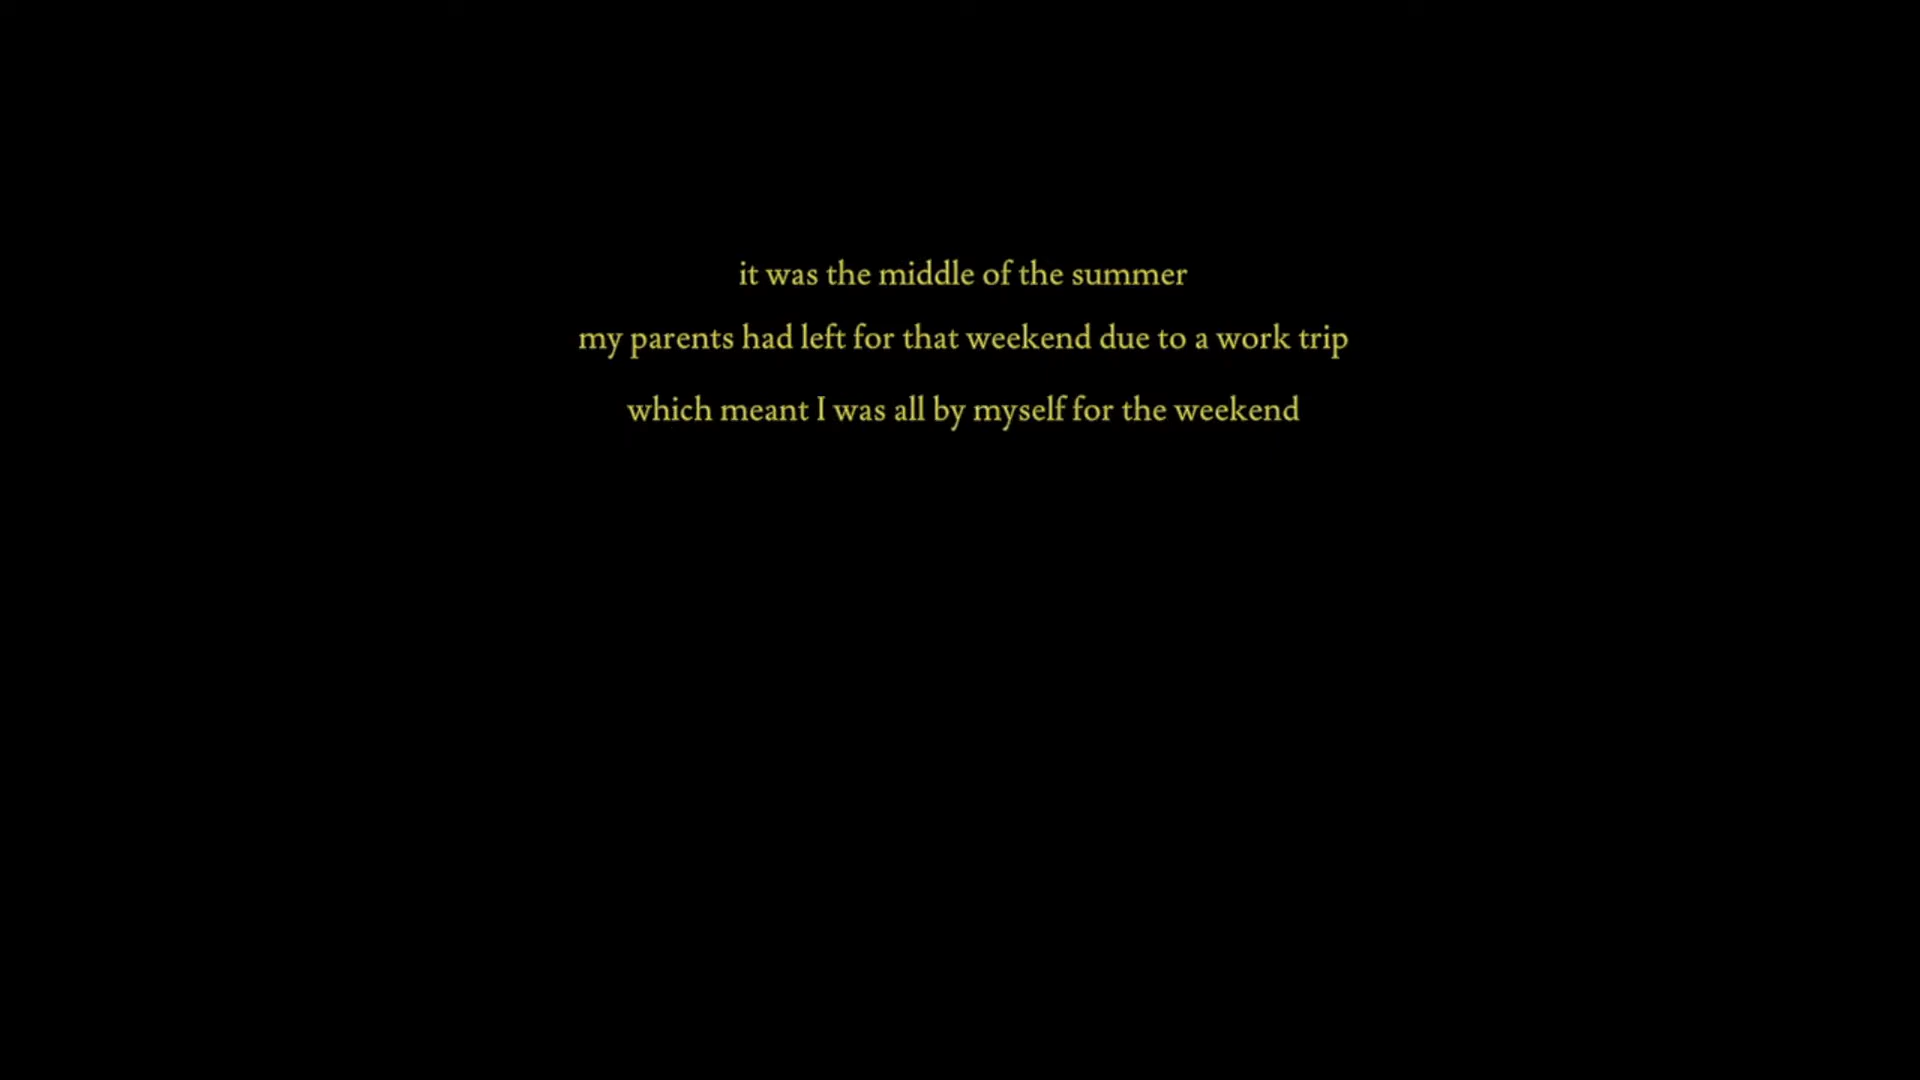 it was the middle of the summer
my parents had left for that weekend due to a work trip
which meant I was all by myself for the weekend